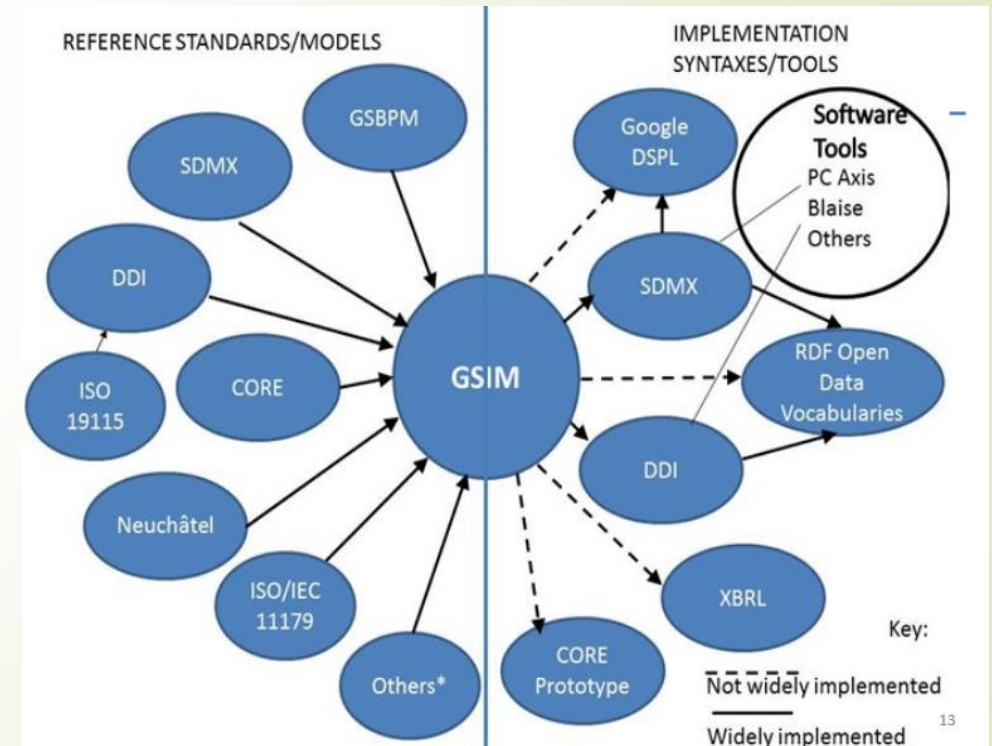 REFERENCE STANDARDS/MODELS
GSBPM
SDMX
DDI
ISO
19115
CORE
Neuchâtel
ISO/IEC
11179
Others*
GSIM
IMPLEMENTATION
SYNTAXES/TOOLS
Google
DSPL
Software
Tools
PC Axis
Blaise
Others
SDMX
RDF Open
Data
Vocabularies
DDI
XBRL
CORE
Prototype
Key:
Not widely implemented
Widely implemented
13